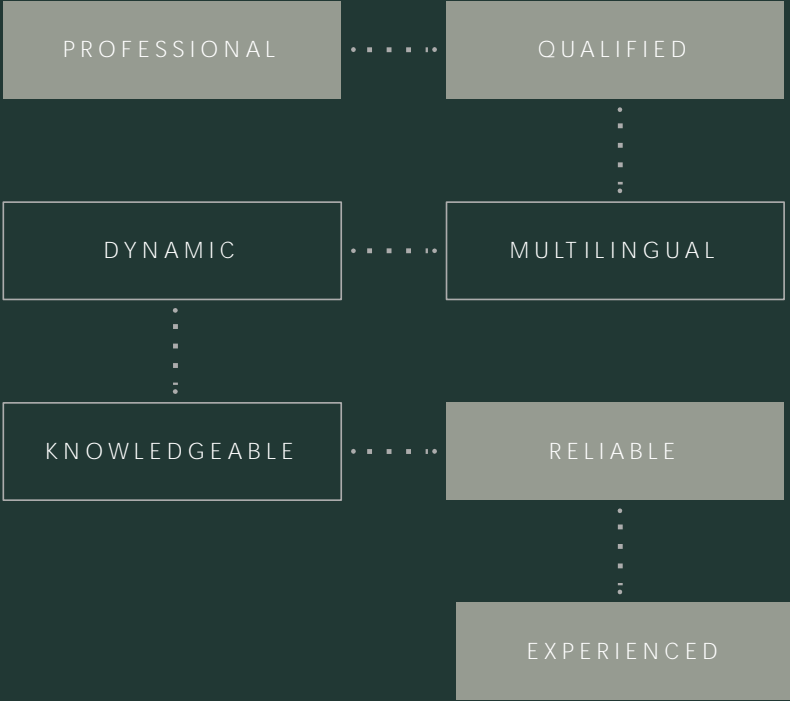 PROFESSIONAL
QUALIFIED
DYNAMIC
MULTILINGUAL
KNOWLEDGEABLE
RELIABLE
EXPERIENCED